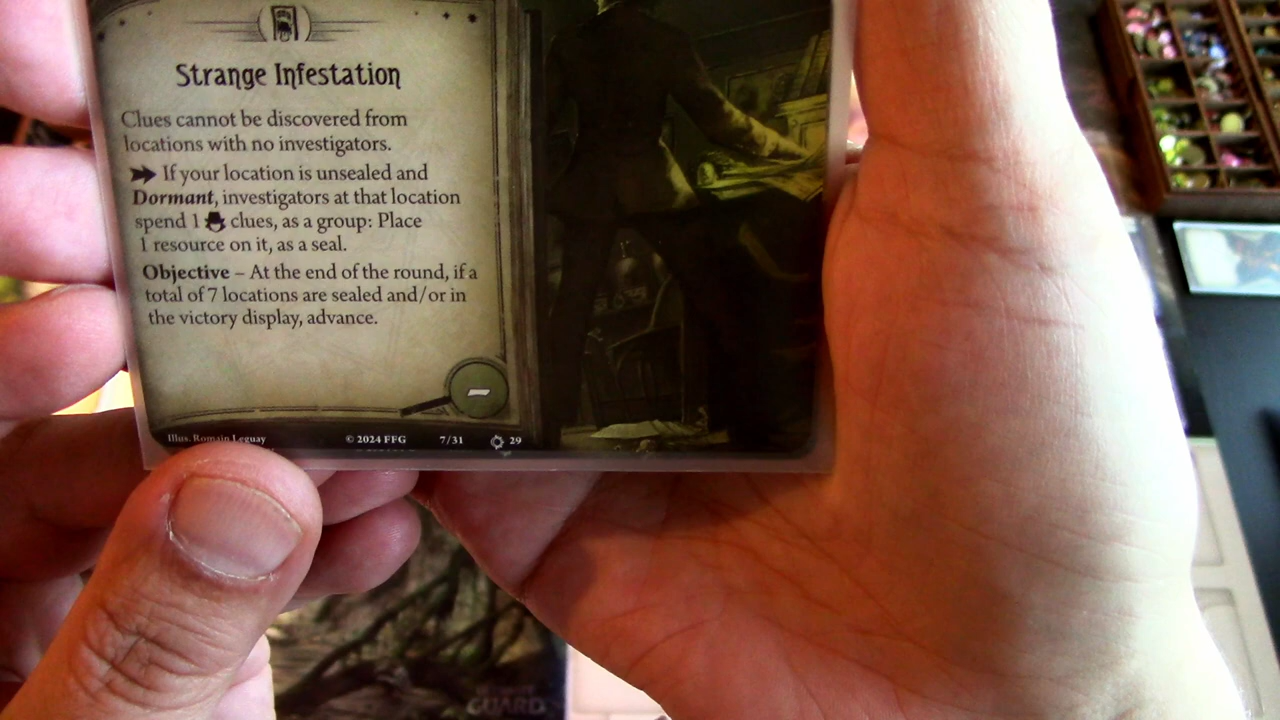 Strange Infestation
Clues cannot be discovered from
locations with no investigators.
If your location is unsealed and
Dormant, investigators at that location
spend 1 clues, as a group: Place
1 resource on it, as a seal.
Objective – At the end of the round, if a
total of 7 locations are sealed and/or in
the victory display, advance.
–
Illus. Romain Leguay © 2024 FFG 7/31 29
GUARD